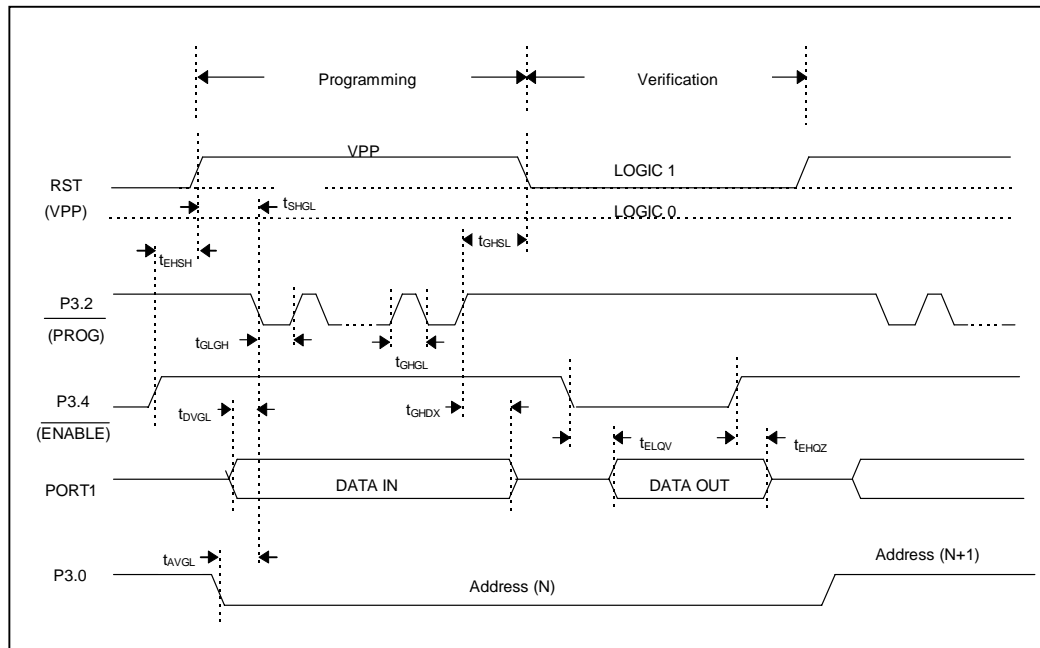 Programming Verification
VPP
RST LOGIC 1
(VPP) tSHGL LOGIC 0
tGHSL
tEHSH
P3.2
(PROG)
tGLGH tGHGL
P3.4
(ENABLE)
tDVGL tGHDX
tELQV tEHQZ
PORT1 DATA IN DATA OUT
tAVGL
P3.0 Address (N) Address (N+1)